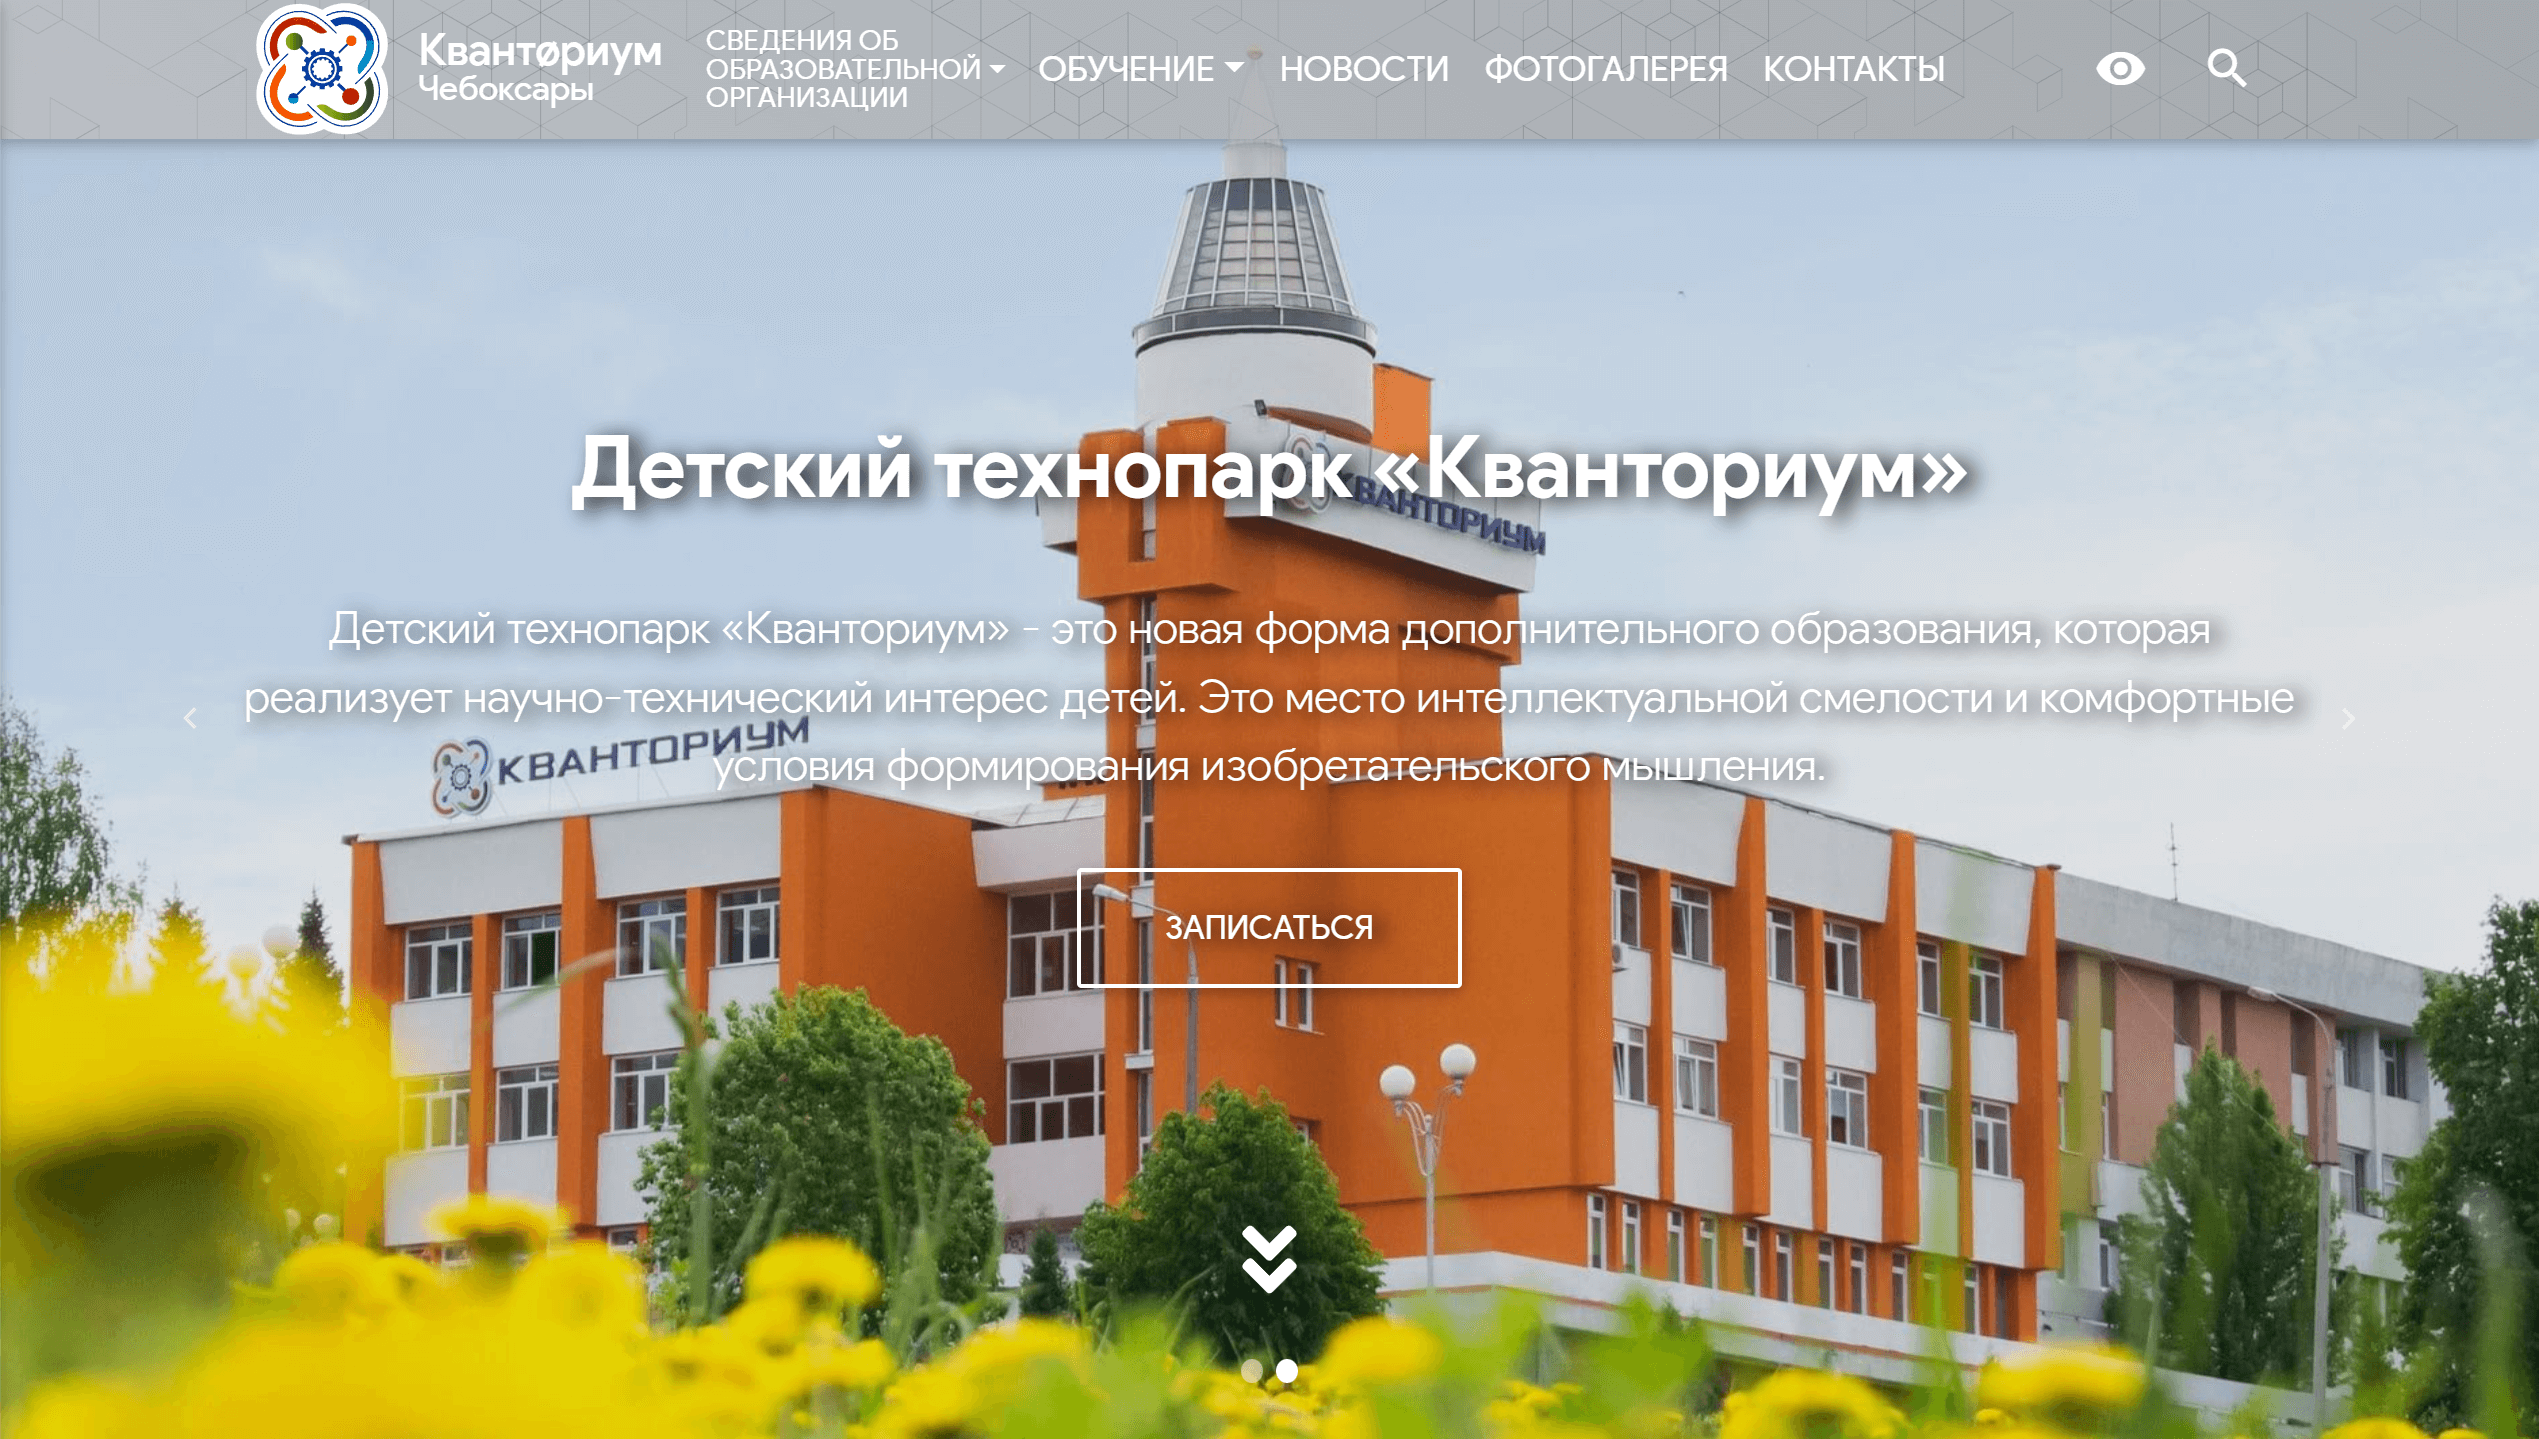 Кванториум
Чебоксары
СВЕДЕНИЯ ОБ
ОБРАЗОВАТЕЛЬНОЙ
ОРГАНИЗАЦИИ
ОБУЧЕНИЕ
НОВОСТИ
ФОТОГАЛЕРЕЯ
КОНТАКТЫ
Детский технопарк «Кванториум»
КВАНТОРИУМ
Детский технопарк «Кванториум» - это новая форма дополнительного образования, которая
реализует научно-технический интерес детей. Это место интеллектуальной смелости и комфортные
условия формирования изобретательского мышления.
КВАНТОРИУМ
ЗАПИСАТЬСЯ